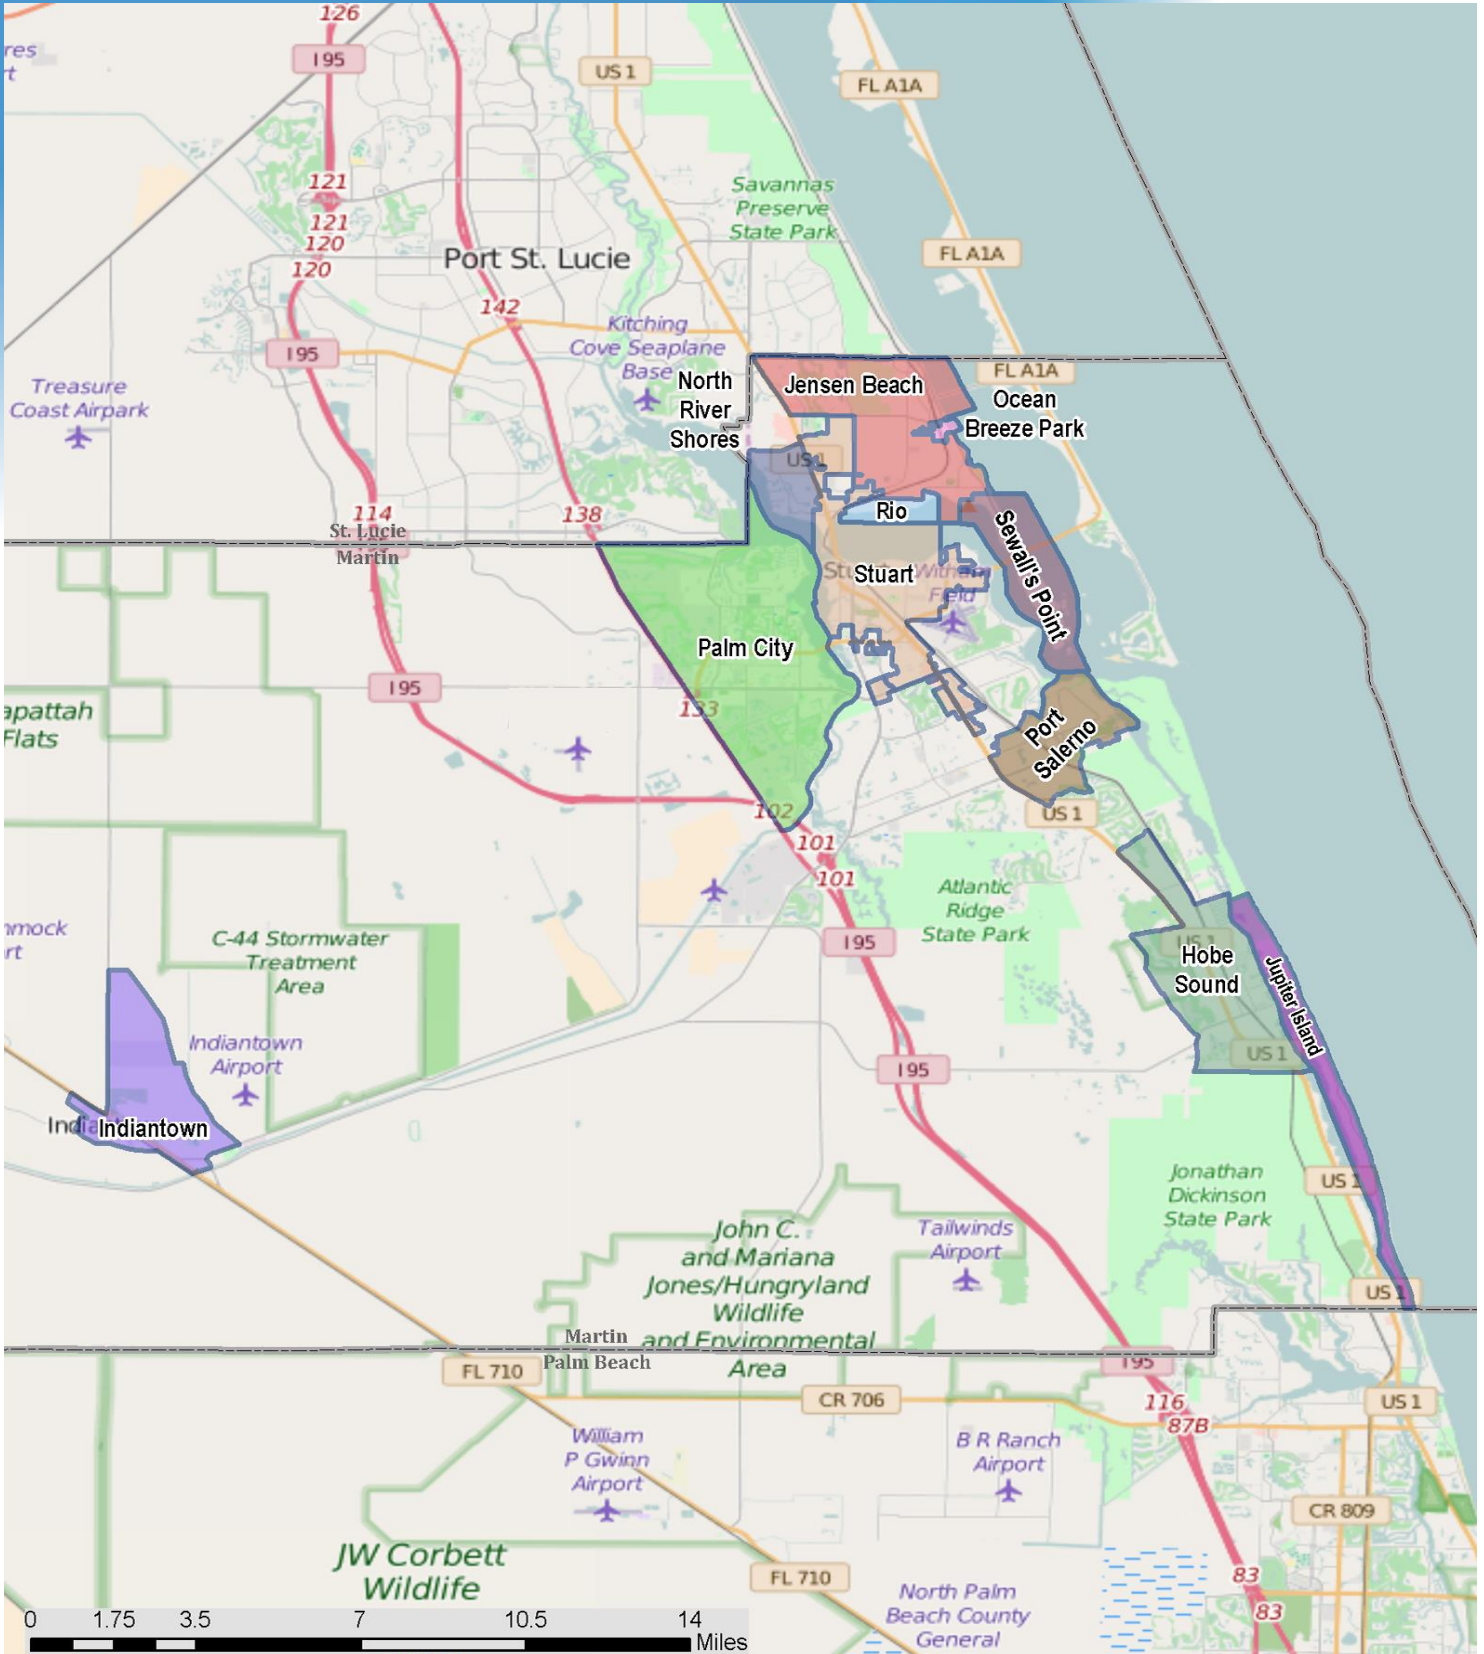 126
I 95
US 1
FL A1A
121
121
120
120
Savannas
Preserve
State Park
Port St. Lucie
FL A1A
142
Kitching
Cove Seaplane
Base
I 95
Treasure
Coast Airpark
North
River
Shores
Jensen Beach
FL A1A
Ocean
Breeze Park
US 1
114
St. Lucie
Martin
138
Rio
Sewall's Point
Stuart
Witham
Field
Palm City
I 95
133
apattah
Flats
Port
Salerno
102
US 1
101
101
Atlantic
Ridge
State Park
C-44 Stormwater
Treatment
Area
I 95
US 1
Hobe
Sound
Jupiter Island
US 1
Indiantown
Airport
I 95
Indiantown
Jonathan
Dickinson
State Park
US 1
John C.
and Mariana
Jones/Hungryland
Wildlife
and Environmental
Area
Tailwinds
Airport
US 1
Martin
Palm Beach
I 95
FL 710
CR 706
116
87B
US 1
William
P Gwinn
Airport
B R Ranch
Airport
CR 809
JW Corbett
Wildlife
FL 710
North Palm
Beach County
General
83
83
0 1.75 3.5 7 10.5 14
Miles